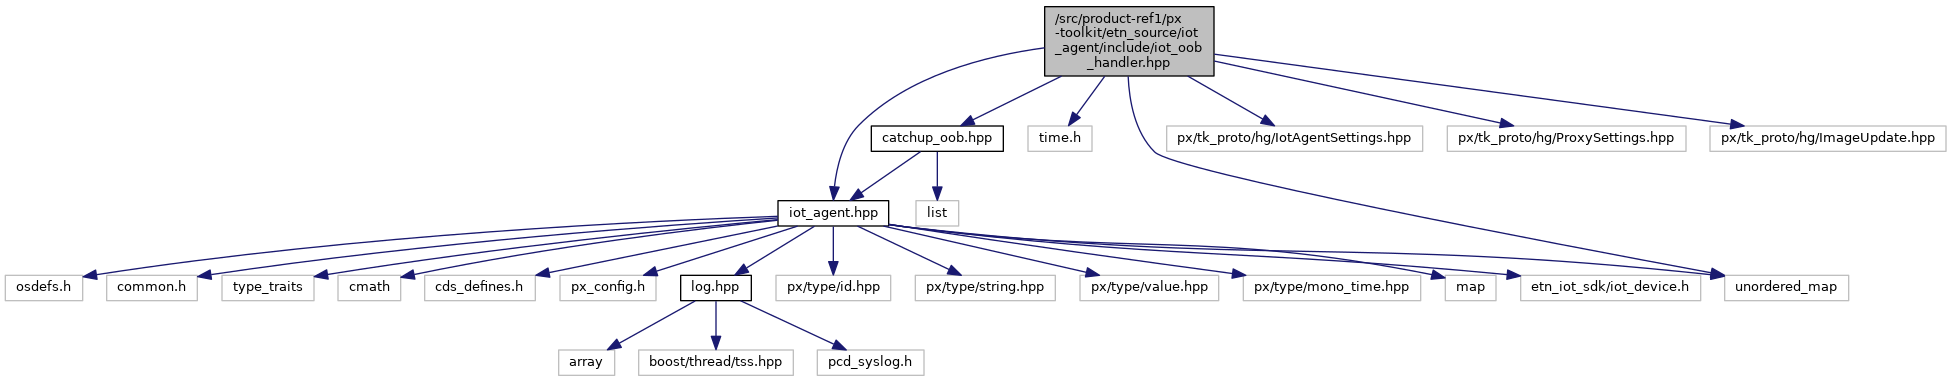 /src/product-ref1/px
-toolkit/etn_source/iot
_agent/include/iot_oob
_handler.hpp
catchup_oob.hpp
time.h
px/tk_proto/hg/IotAgentSettings.hpp
px/tk_proto/hg/ProxySettings.hpp
px/tk_proto/hg/ImageUpdate.hpp
iot_agent.hpp
list
osdefs.h
common.h
type_traits
cmath
cds_defines.h
px_config.h
log.hpp
px/type/id.hpp
px/type/string.hpp
px/type/value.hpp
px/type/mono_time.hpp
map
etn_iot_sdk/iot_device.h
unordered_map
array
boost/thread/tss.hpp
pcd_syslog.h